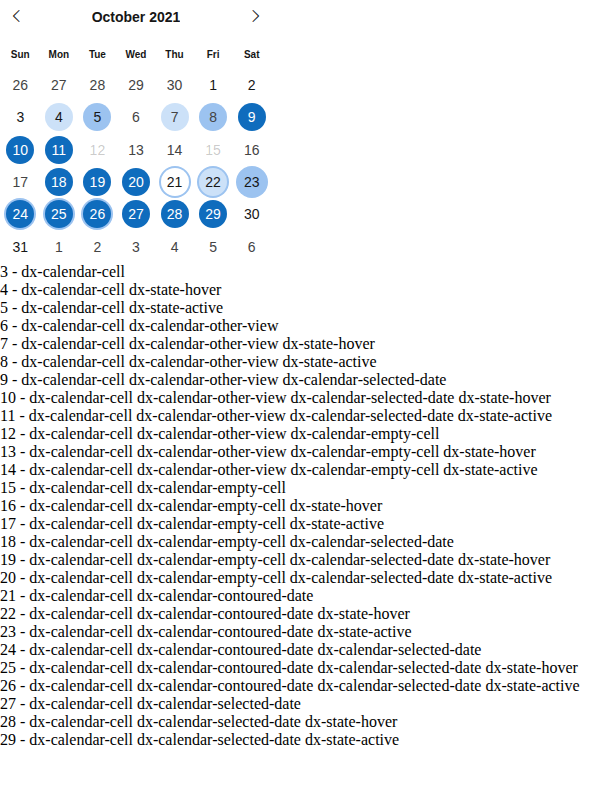 October 2021
Sun Mon Tue Wed Thu Fri Sat
26 27 28 29 30 1 2
3 4 5 6 7 8 9
10 11 12 13 14 15 16
17 18 19 20 21 22 23
24 25 26 27 28 29 30
31 1 2 3 4 5 6
3 - dx-calendar-cell
4 - dx-calendar-cell dx-state-hover
5 - dx-calendar-cell dx-state-active
6 - dx-calendar-cell dx-calendar-other-view
7 - dx-calendar-cell dx-calendar-other-view dx-state-hover
8 - dx-calendar-cell dx-calendar-other-view dx-state-active
9 - dx-calendar-cell dx-calendar-other-view dx-calendar-selected-date
10 - dx-calendar-cell dx-calendar-other-view dx-calendar-selected-date dx-state-hover
11 - dx-calendar-cell dx-calendar-other-view dx-calendar-selected-date dx-state-active
12 - dx-calendar-cell dx-calendar-other-view dx-calendar-empty-cell
13 - dx-calendar-cell dx-calendar-other-view dx-calendar-empty-cell dx-state-hover
14 - dx-calendar-cell dx-calendar-other-view dx-calendar-empty-cell dx-state-active
15 - dx-calendar-cell dx-calendar-empty-cell
16 - dx-calendar-cell dx-calendar-empty-cell dx-state-hover
17 - dx-calendar-cell dx-calendar-empty-cell dx-state-active
18 - dx-calendar-cell dx-calendar-empty-cell dx-calendar-selected-date
19 - dx-calendar-cell dx-calendar-empty-cell dx-calendar-selected-date dx-state-hover
20 - dx-calendar-cell dx-calendar-empty-cell dx-calendar-selected-date dx-state-active
21 - dx-calendar-cell dx-calendar-contoured-date
22 - dx-calendar-cell dx-calendar-contoured-date dx-state-hover
23 - dx-calendar-cell dx-calendar-contoured-date dx-state-active
24 - dx-calendar-cell dx-calendar-contoured-date dx-calendar-selected-date
25 - dx-calendar-cell dx-calendar-contoured-date dx-calendar-selected-date dx-state-hover
26 - dx-calendar-cell dx-calendar-contoured-date dx-calendar-selected-date dx-state-active
27 - dx-calendar-cell dx-calendar-selected-date
28 - dx-calendar-cell dx-calendar-selected-date dx-state-hover
29 - dx-calendar-cell dx-calendar-selected-date dx-state-active